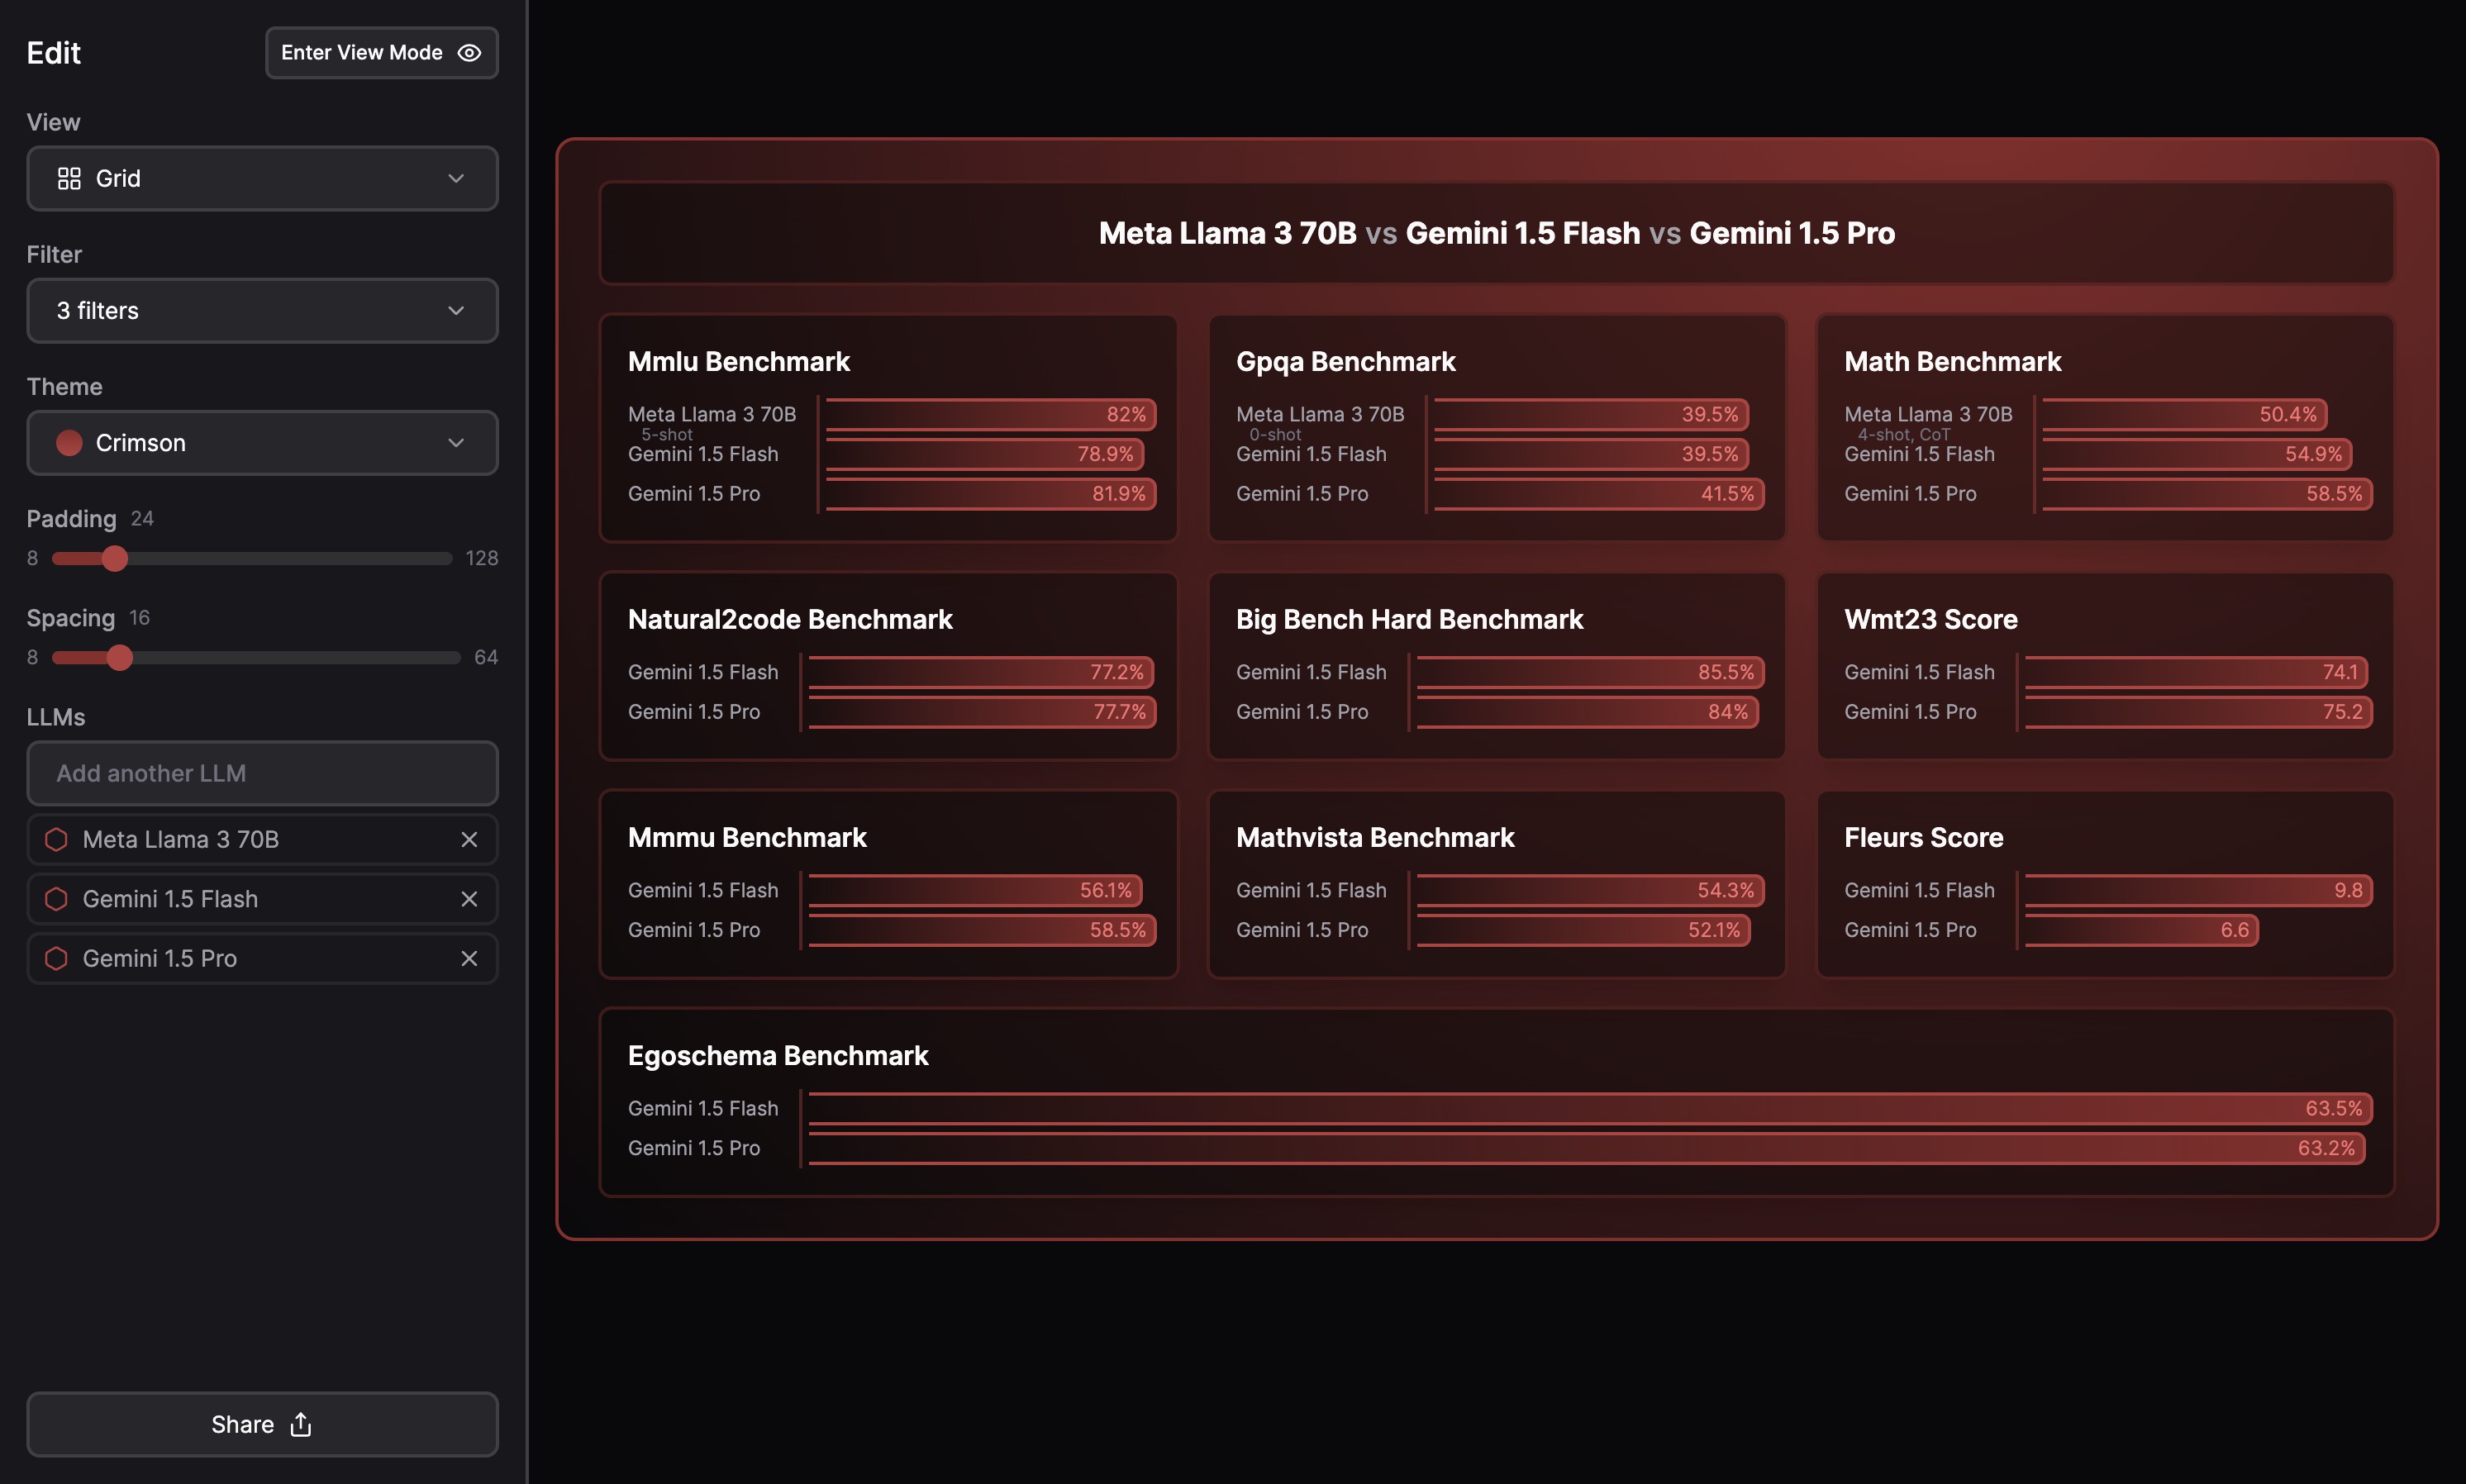 Edit
Enter View Mode
View
Grid
Filter
3 filters
Theme
Crimson
Padding 24
8 128
Spacing 16
8 64
LLMs
Add another LLM
Meta Llama 3 70B
Gemini 1.5 Flash
Gemini 1.5 Pro
Share
Meta Llama 3 70B vs Gemini 1.5 Flash vs Gemini 1.5 Pro
Mmlu Benchmark
Meta Llama 3 70B 82%
5-shot
Gemini 1.5 Flash 78.9%
Gemini 1.5 Pro 81.9%
Gpqa Benchmark
Meta Llama 3 70B 39.5%
0-shot
Gemini 1.5 Flash 39.5%
Gemini 1.5 Pro 41.5%
Math Benchmark
Meta Llama 3 70B 50.4%
4-shot, CoT
Gemini 1.5 Flash 54.9%
Gemini 1.5 Pro 58.5%
Natural2code Benchmark
Gemini 1.5 Flash 77.2%
Gemini 1.5 Pro 77.7%
Big Bench Hard Benchmark
Gemini 1.5 Flash 85.5%
Gemini 1.5 Pro 84%
Wmt23 Score
Gemini 1.5 Flash 74.1
Gemini 1.5 Pro 75.2
Mmmu Benchmark
Gemini 1.5 Flash 56.1%
Gemini 1.5 Pro 58.5%
Mathvista Benchmark
Gemini 1.5 Flash 54.3%
Gemini 1.5 Pro 52.1%
Fleurs Score
Gemini 1.5 Flash 9.8
Gemini 1.5 Pro 6.6
Egoschema Benchmark
Gemini 1.5 Flash 63.5%
Gemini 1.5 Pro 63.2%